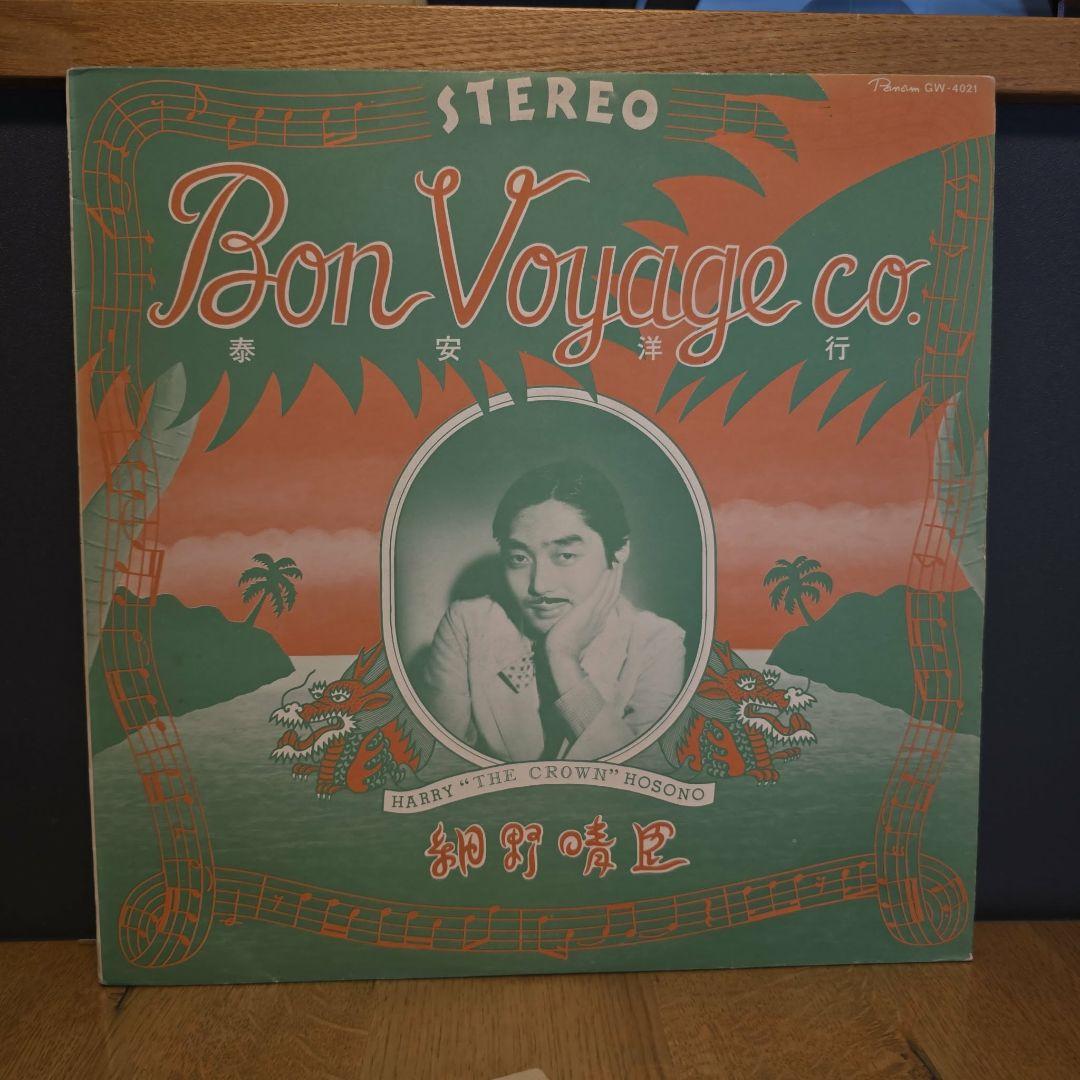 STEREO
Panam GW-4021
Bon Voyage co.
泰安洋行
HARRY "THE CROWN" HOSONO
細野晴臣